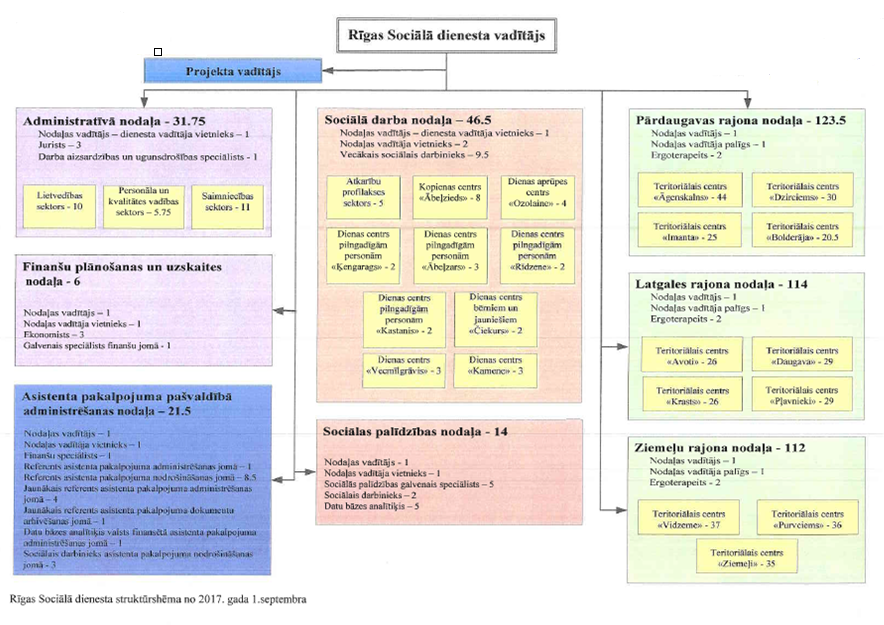 Rīgas Sociālā dienesta vadītājs
Projekta vadītājs
Administratīvā nodaļa - 31.75
Nodaļas vadītājs – dienesta vadītāja vietnieks – 1
Jurists – 3
Darba aizsardzības un ugunsdrošības speciālists - 1
Lietvedības
sektors - 10
Personāla un
kvalitātes vadības
sektors – 5.75
Saimniecības
sektors - 11
Finanšu plānošanas un uzskaites
nodaļa - 6
Nodaļas vadītājs – 1
Nodaļas vadītāja vietnieks – 1
Ekonomists – 3
Galvenais speciālists finanšu jomā - 1
Asistenta pakalpojuma pašvaldībā
administrēšanas nodaļa – 21.5
Nodaļas vadītājs – 1
Nodaļas vadītāja vietnieks – 1
Finanšu speciālists – 1
Referents asistenta pakalpojuma administrēšanas jomā – 1
Referents asistenta pakalpojuma nodrošināšanas jomā – 8.5
Jaunākais referents asistenta pakalpojuma administrēšanas
jomā – 4
Jaunākais referents asistenta pakalpojuma dokumentu
arhivēšanas jomā – 1
Datu bāzes analītiķis valsts finansētā asistenta pakalpojuma
administrēšanas jomā – 1
Sociālais darbinieks asistenta pakalpojuma nodrošināšanas
jomā - 3
Sociālā darba nodaļa – 46.5
Nodaļas vadītājs – dienesta vadītāja vietnieks – 1
Nodaļas vadītāja vietnieks – 2
Vecākais sociālais darbinieks – 9.5
Atkarību
profilakses
sektors - 5
Kopienas centrs
«Ābeļzieds» - 8
Dienas aprūpes
centrs
«Ozolaine» - 4
Dienas centrs
pilngadīgām
personām
«Ķengarags» - 2
Dienas centrs
pilngadīgām
personām
«Ābeļzars» - 3
Dienas centrs
pilngadīgām
personām
«Rīdzene» - 2
Dienas centrs
pilngadīgām
personām
«Kastanis» - 2
Dienas centrs
bērniem un
jauniešiem
«Čiekurs» - 2
Dienas centrs
«Vecmīlgrāvis» - 3
Dienas centrs
«Kamene» - 3
Sociālās palīdzības nodaļa - 14
Nodaļas vadītājs - 1
Nodaļas vadītāja vietnieks – 1
Sociālās palīdzības galvenais speciālists – 5
Sociālais darbinieks – 2
Datu bāzes analītiķis – 5
Pārdaugavas rajona nodaļa - 123.5
Nodaļas vadītājs – 1
Nodaļas vadītāja palīgs – 1
Ergoterapeits - 2
Teritoriālais centrs
«Āgenskalns» - 44
Teritoriālais centrs
«Dzirciems» - 30
Teritoriālais centrs
«Imanta» - 25
Teritoriālais centrs
«Bolderāja» - 20.5
Latgales rajona nodaļa - 114
Nodaļas vadītājs – 1
Nodaļas vadītāja palīgs – 1
Ergoterapeits - 2
Teritoriālais centrs
«Avoti» - 26
Teritoriālais centrs
«Daugava» - 29
Teritoriālais centrs
«Krasts» - 26
Teritoriālais centrs
«Pļavnieki» - 29
Ziemeļu rajona nodaļa - 112
Nodaļas vadītājs – 1
Nodaļas vadītāja palīgs – 1
Ergoterapeits – 2
Teritoriālais centrs
«Vidzeme» - 37
Teritoriālais centrs
«Purvciems» - 36
Teritoriālais centrs
«Ziemeļi» - 35
Rīgas Sociālā dienesta struktūrshēma no 2017. gada 1.septembra